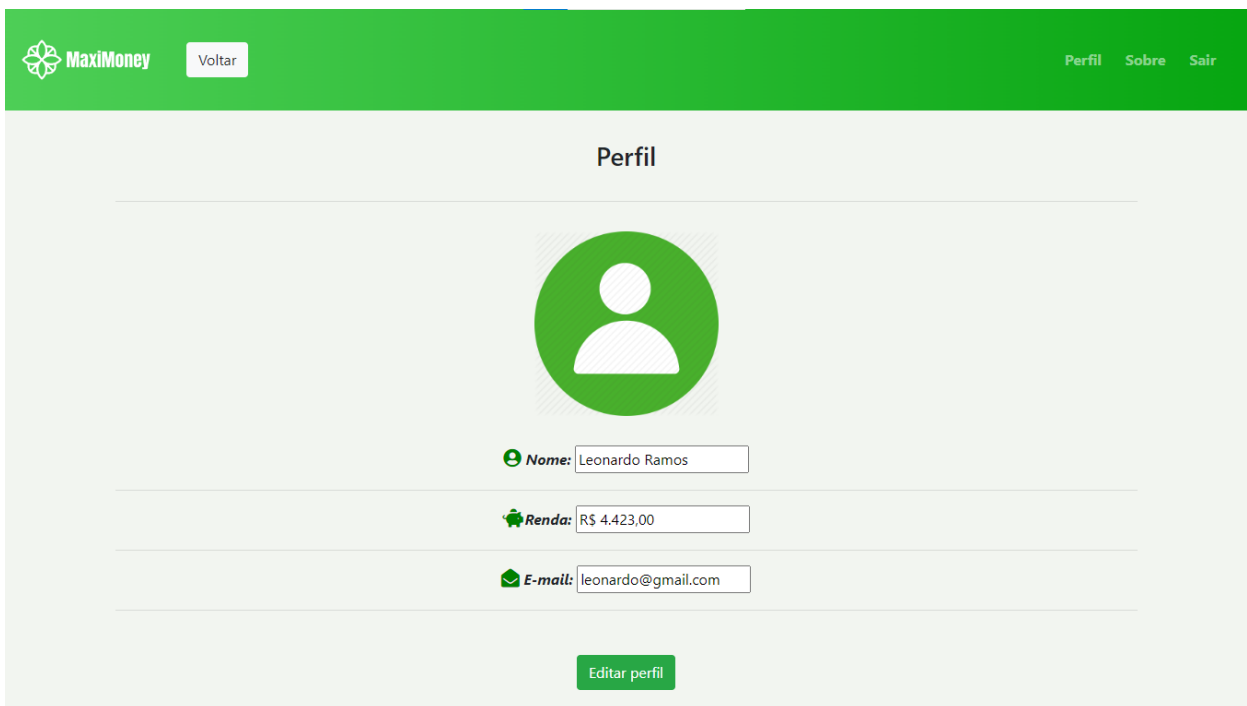 MaxiMoney Voltar Perfil Sobre Sair
Perfil
Nome: Leonardo Ramos
Renda: R$ 4.423,00
E-mail: leonardo@gmail.com
Editar perfil